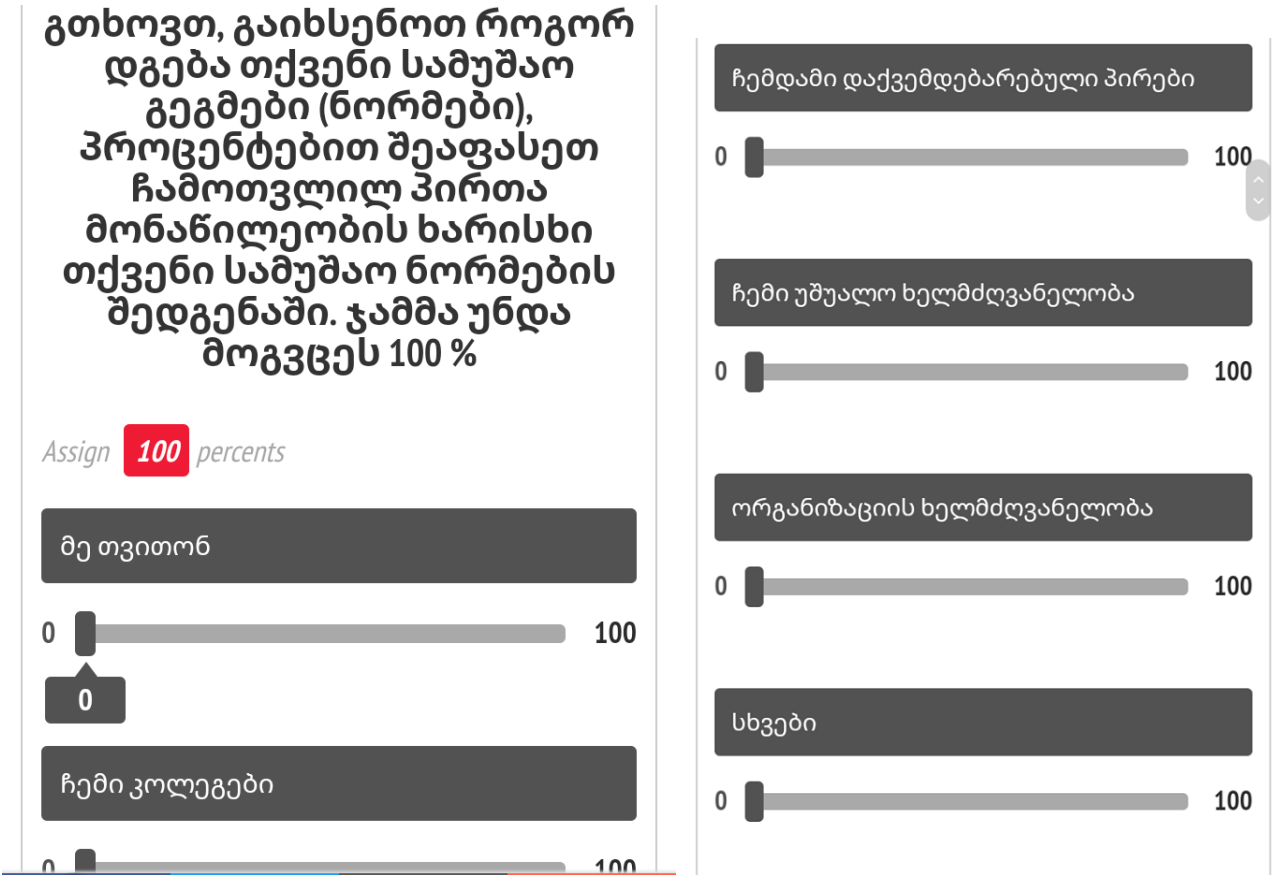 გთხოვთ, გაიხსენოთ როგორ
დგება თქვენი სამუშაო
გეგმები (ნორმები),
პროცენტებით შეაფასეთ
ჩამოთვლილ პირთა
მონაწილეობის ხარისხი
თქვენი სამუშაო ნორმების
შედგენაში. ჯამმა უნდა
მოგვცეს 100 %
Assign 100 percents
მე თვითონ
0 100
0
ჩემი კოლეგები
0 100
ჩემდამი დაქვემდებარებული პირები
0 100
ჩემი უშუალო ხელმძღვანელობა
0 100
ორგანიზაციის ხელმძღვანელობა
0 100
სხვები
0 100